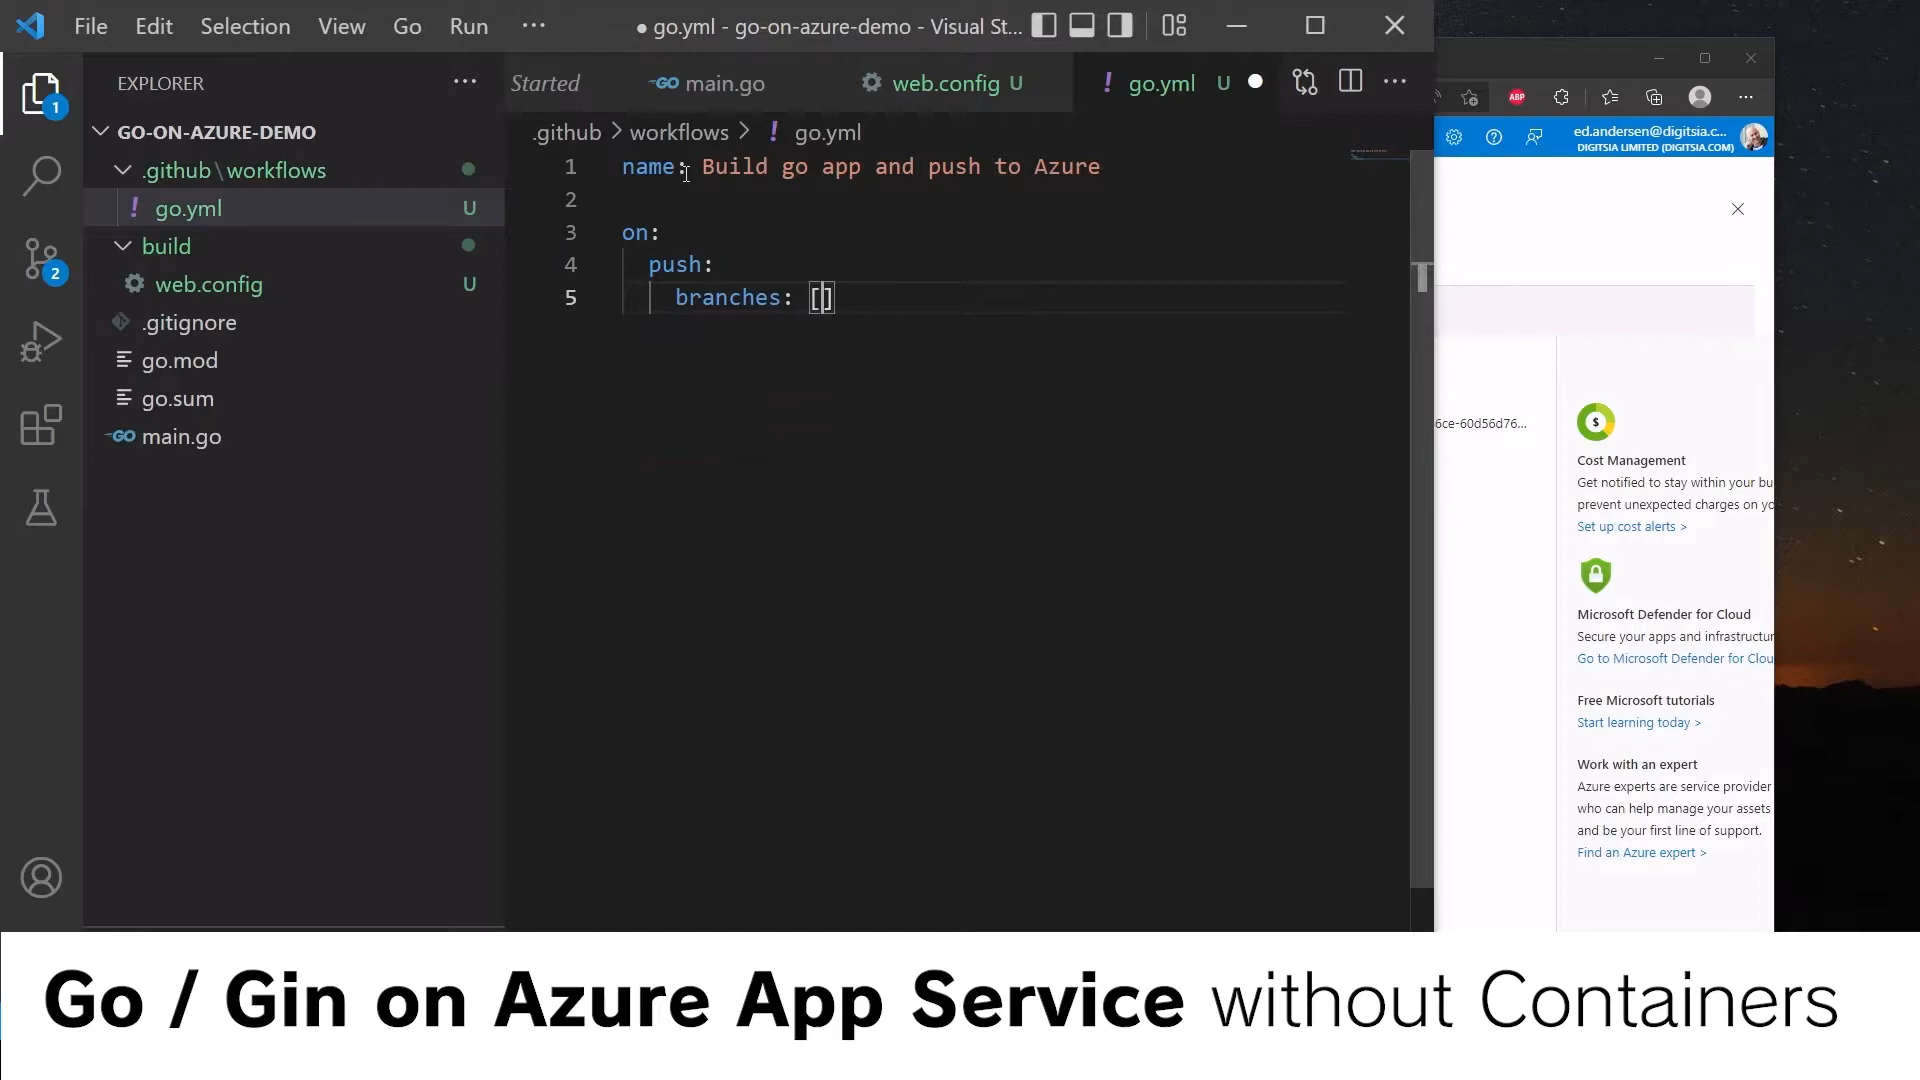 File Edit Selection View Go Run ···
● go.yml - go-on-azure-demo - Visual St...
EXPLORER ···
Started
GO main.go
web.config U
! go.yml U
ABP
GO-ON-AZURE-DEMO
.github\workflows
! go.yml U
build
web.config U
.gitignore
go.mod
go.sum
GO main.go
1
2
.github > workflows > ! go.yml
1 name: Build go app and push to Azure
2
3 on:
4 push:
5 branches: []
ed.andersen@digitsia.c...
DIGITSIA LIMITED (DIGITSIA.COM)
6ce-60d56d76...
$
Cost Management
Get notified to stay within your bu
prevent unexpected charges on yo
Set up cost alerts >
Microsoft Defender for Cloud
Secure your apps and infrastructur
Go to Microsoft Defender for Clou
Free Microsoft tutorials
Start learning today >
Work with an expert
Azure experts are service provider
who can help manage your assets
and be your first line of support.
Find an Azure expert >
Go / Gin on Azure App Service without Containers